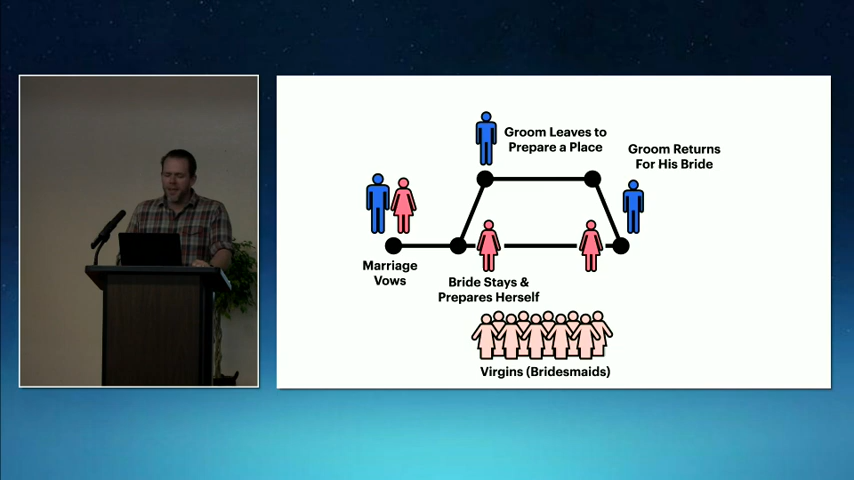 Groom Leaves to
Prepare a Place
Groom Returns
For His Bride
Marriage
Vows
Bride Stays &
Prepares Herself
Virgins (Bridesmaids)